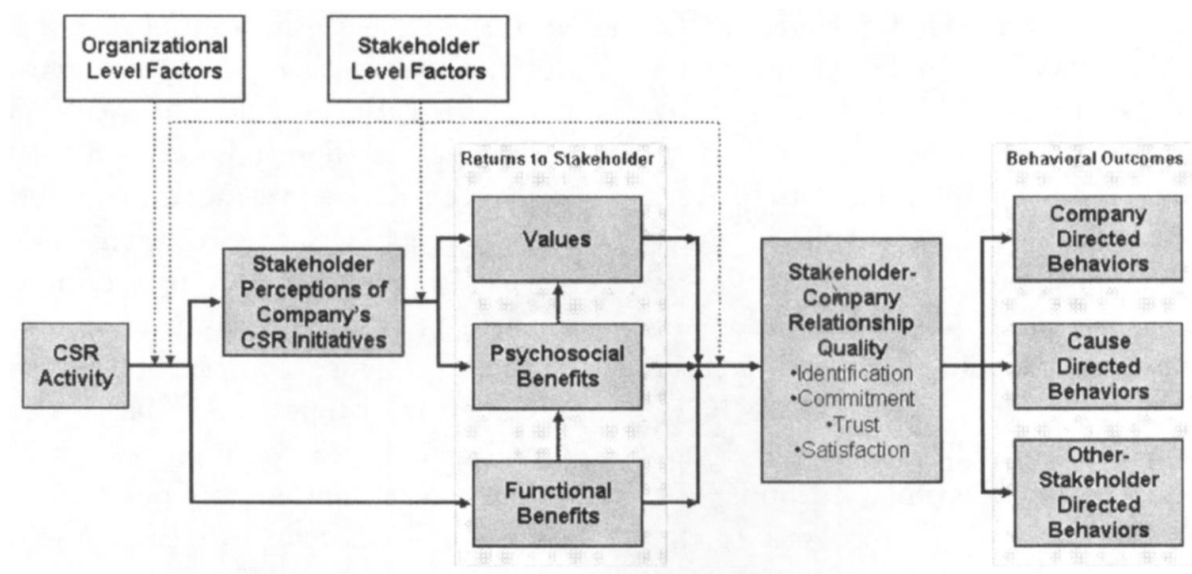 Organizational
Level Factors
Stakeholder
Level Factors
Returns to Stakeholder
Behavioral Outcomes
Values
Company
Directed
Behaviors
Stakeholder
Perceptions of
Company's
CSR Initiatives
Stakeholder-
Company
Relationship
Quality
•Identification
•Commitment
•Trust
•Satisfaction
CSR
Activity
Psychosocial
Benefits
Cause
Directed
Behaviors
Functional
Benefits
Other-
Stakeholder
Directed
Behaviors